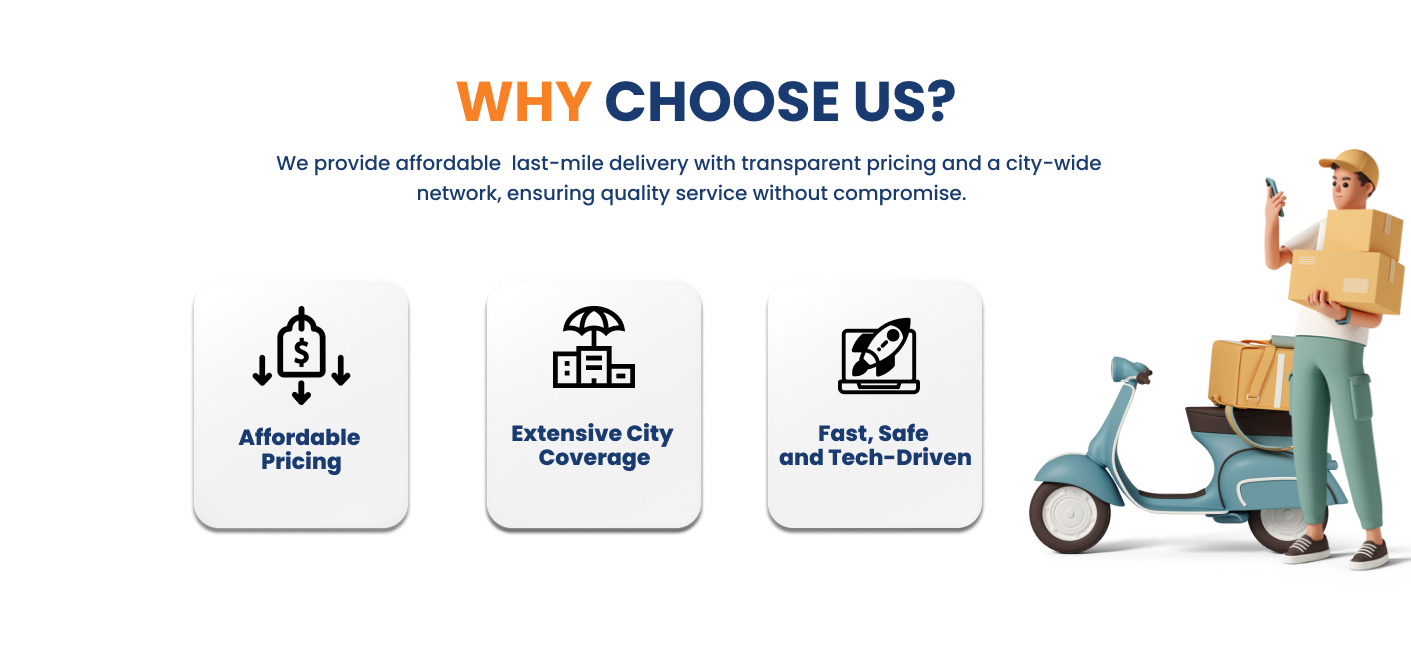 WHY CHOOSE US?
We provide affordable  last-mile delivery with transparent pricing and a city-wide
network, ensuring quality service without compromise.
$
Affordable
Pricing
Extensive City
Coverage
Fast, Safe
and Tech-Driven